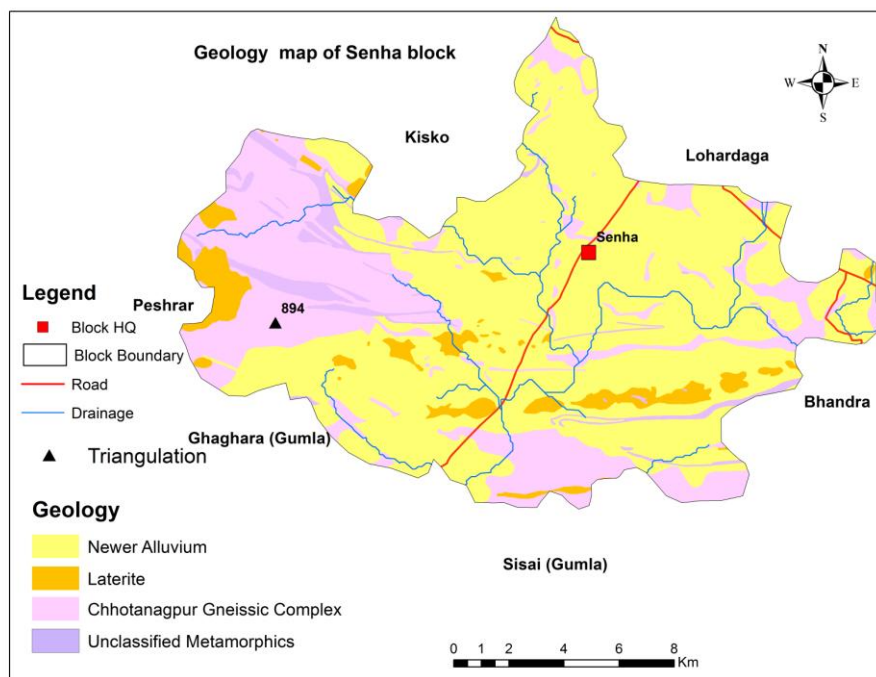 Geology map of Senha block
N
W E
S
Kisko
Lohardaga
Senha
Legend
Peshrar
894
Block HQ
Block Boundary
Road
Bhandra
Drainage
Ghaghara (Gumla)
Triangulation
Geology
Newer Alluvium
Sisai (Gumla)
Laterite
Chhotanagpur Gneissic Complex
Unclassified Metamorphics
0 1 2 4 6 8
Km